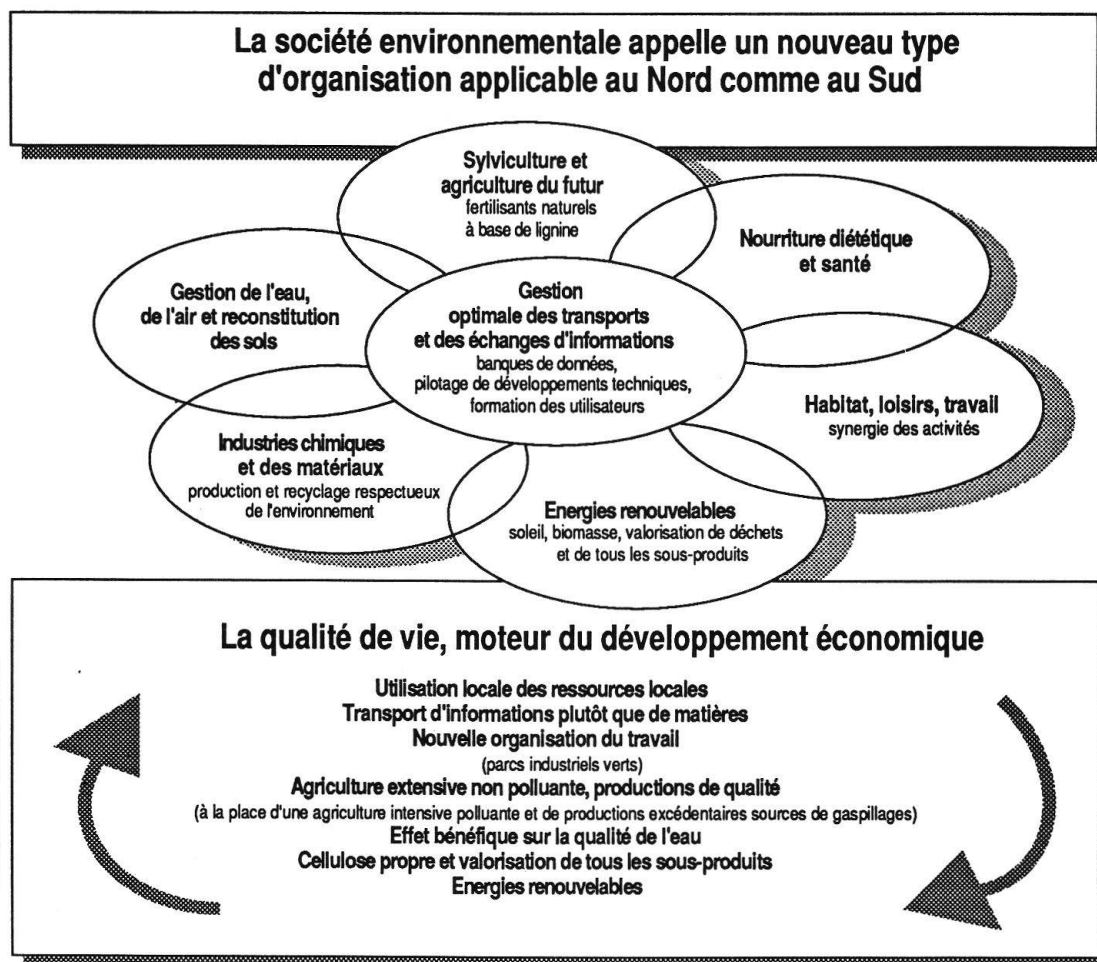 La société environnementale appelle un nouveau type
d'organisation applicable au Nord comme au Sud
Sylviculture et
agriculture du futur
fertilisants naturels
à base de lignine
Nourriture diététique
et santé
Gestion de l'eau,
de l'air et reconstitution
des sols
Gestion
optimale des transports
et des échanges d'informations
banques de données,
pilotage de développements techniques,
formation des utilisateurs
Habitat, loisirs, travail
synergie des activités
Industries chimiques
et des matériaux
production et recyclage respectueux
de l'environnement
Energies renouvelables
soleil, biomasse, valorisation de déchets
et de tous les sous-produits
La qualité de vie, moteur du développement économique
Utilisation locale des ressources locales
Transport d'informations plutôt que de matières
Nouvelle organisation du travail
(parcs industriels verts)
Agriculture extensive non polluante, productions de qualité
(à la place d'une agriculture intensive polluante et de productions excédentaires sources de gaspillages)
Effet bénéfique sur la qualité de l'eau
Cellulose propre et valorisation de tous les sous-produits
Energies renouvelables